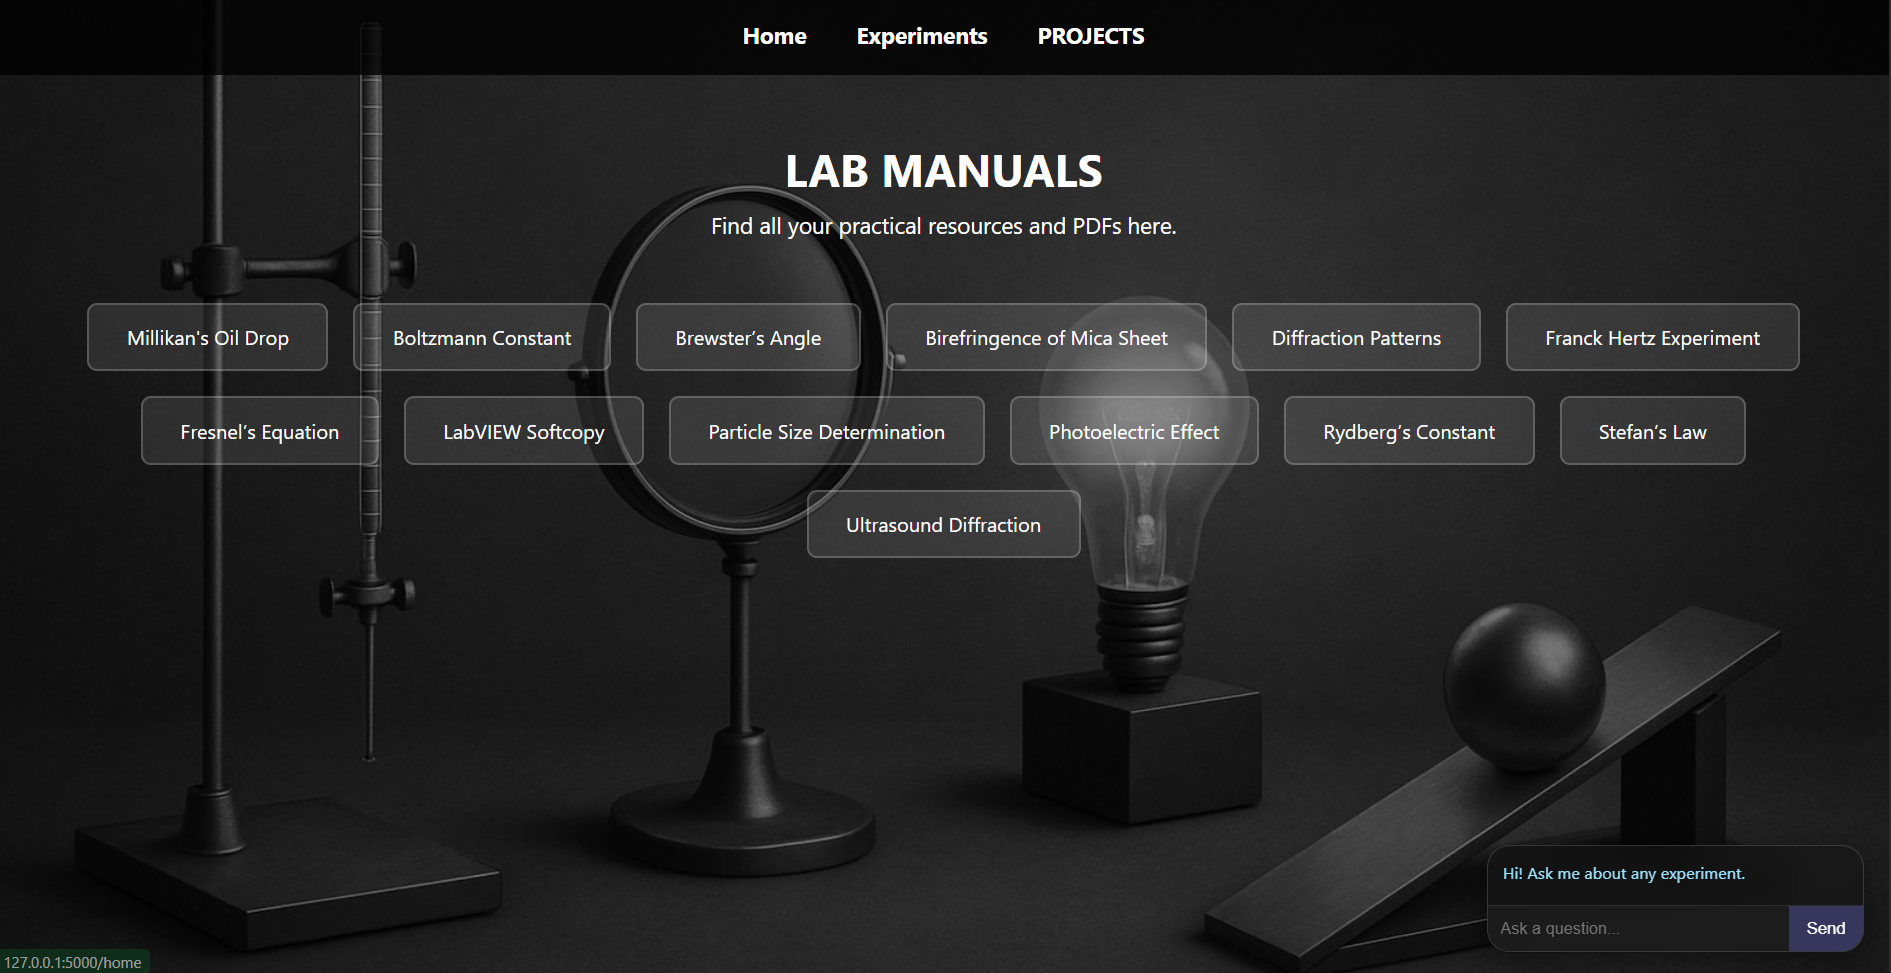 Home Experiments PROJECTS
LAB MANUALS
Find all your practical resources and PDFs here.
Millikan's Oil Drop Boltzmann Constant Brewster’s Angle Birefringence of Mica Sheet Diffraction Patterns Franck Hertz Experiment
Fresnel’s Equation LabVIEW Softcopy Particle Size Determination Photoelectric Effect Rydberg’s Constant Stefan’s Law
Ultrasound Diffraction
Hi! Ask me about any experiment.
Ask a question... Send
127.0.0.1:5000/home